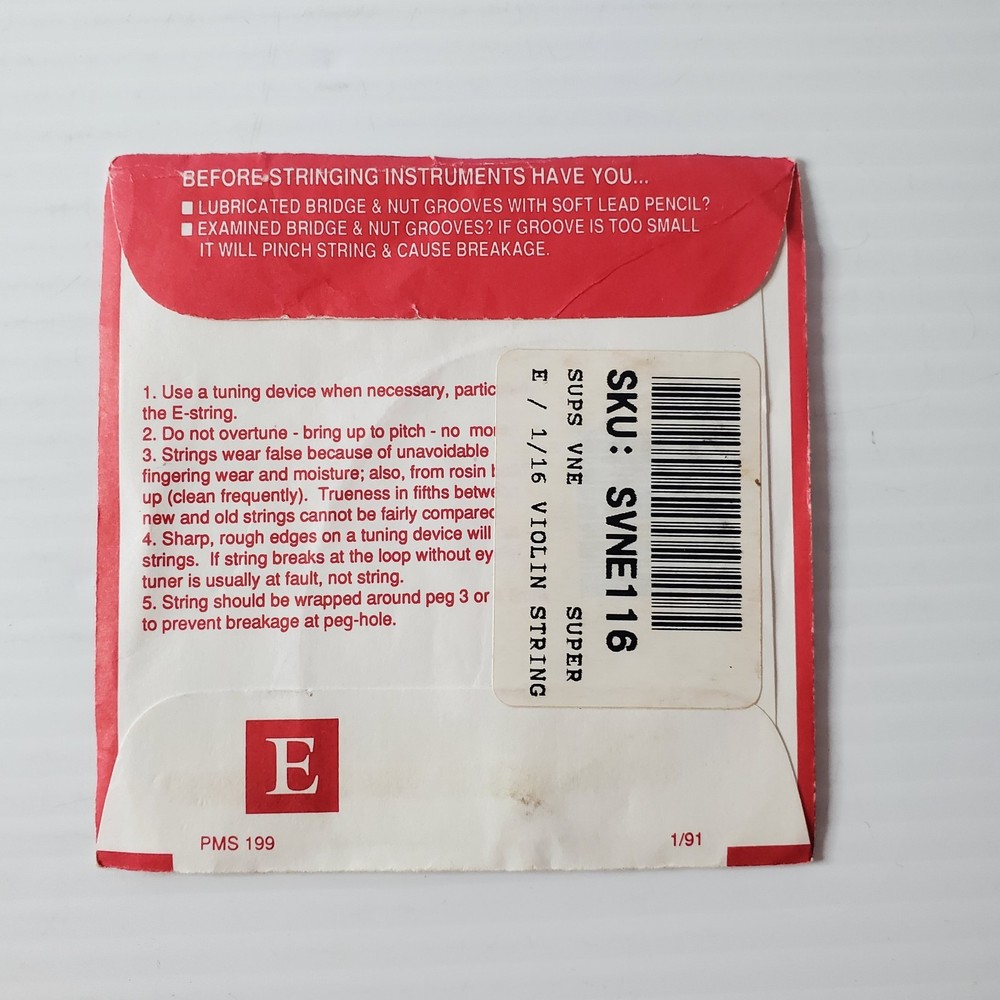 BEFORE STRINGING INSTRUMENTS HAVE YOU...
■ LUBRICATED BRIDGE & NUT GROOVES WITH SOFT LEAD PENCIL?
■ EXAMINED BRIDGE & NUT GROOVES? IF GROOVE IS TOO SMALL
IT WILL PINCH STRING & CAUSE BREAKAGE.
1. Use a tuning device when necessary,
the E-string.
2. Do not overtune - bring up to pitch - no
3. Strings wear false because of unavoidable
fingering wear and moisture; also, from rosin
up (clean frequently). Trueness in fifths
new and old strings cannot be fairly
4. Sharp, rough edges on a tuning device will
strings. If string breaks at the loop without
tuner is usually at fault, not string.
5. String should be wrapped around peg 3 or
to prevent breakage at peg-hole.
SKU: SVNE116
SUPS VNE SUPER
E / 1/16 VIOLIN STRING
E
PMS 199
1/91